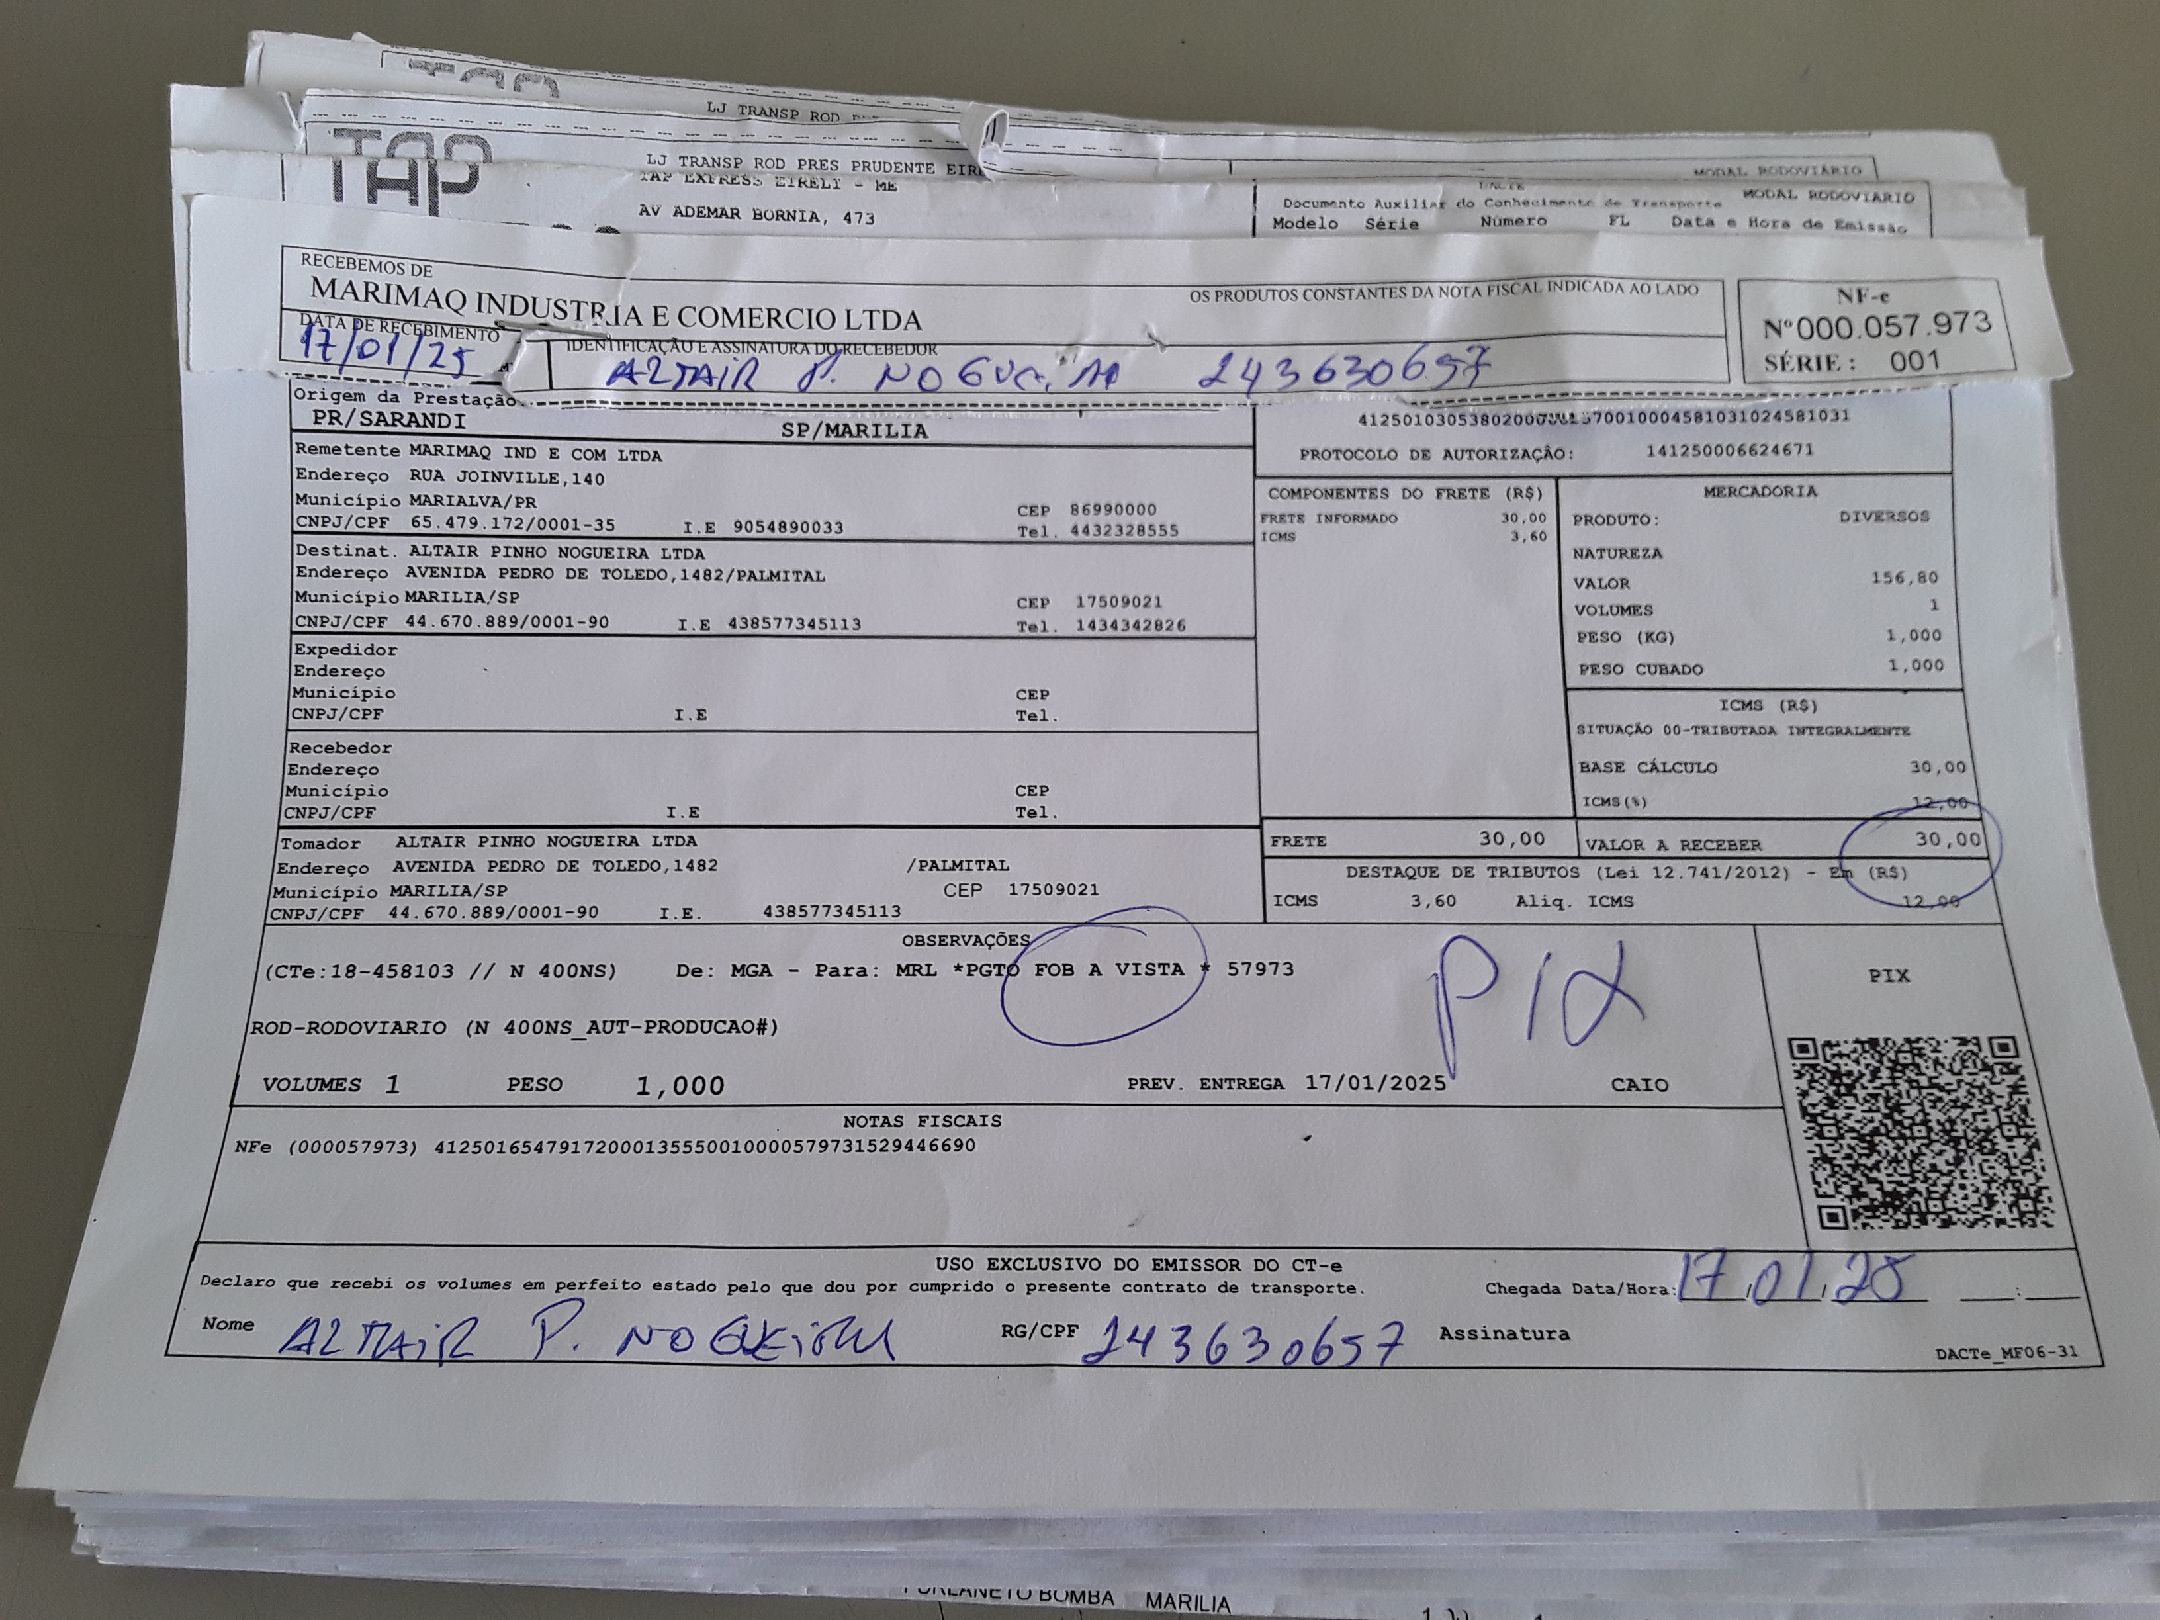 LJ TRANSP ROD
TAP
LJ TRANSP ROD PRES PRUDENTE
MODAL RODOVIÁRIO
TAP EXPRESS EIRELI - ME
MODAL RODOVIARIO
AV ADEMAR BORNIA, 473
Documento Auxiliar do Conhecimento de Transporte
Modelo Série Número FL Data e Hora de Emissão
RECEBEMOS DE
MARIMAQ INDUSTRIA E COMERCIO LTDA
OS PRODUTOS CONSTANTES DA NOTA FISCAL INDICADA AO LADO
NF-e
Nº000.057.973
SÉRIE: 001
DATA DE RECEBIMENTO
17/01/25
IDENTIFICAÇÃO E ASSINATURA DO RECEBEDOR
ALTAIR P. 243630657
Origem da Prestação
PR/SARANDI SP/MARILIA
PROTOCOLO DE AUTORIZAÇÃO: 141250006624671
Remetente MARIMAQ IND E COM LTDA
Endereço RUA JOINVILLE,140
Município MARIALVA/PR CEP 86990000
CNPJ/CPF 65.479.172/0001-35 I.E 9054890033 Tel. 4432328555
Destinat. ALTAIR PINHO NOGUEIRA LTDA
Endereço AVENIDA PEDRO DE TOLEDO,1482/PALMITAL
Município MARILIA/SP CEP 17509021
CNPJ/CPF 44.670.889/0001-90 I.E 438577345113 Tel. 1434342826
Expedidor
Endereço
Município CEP
CNPJ/CPF I.E Tel.
Recebedor
Endereço
Município CEP
CNPJ/CPF I.E Tel.
Tomador ALTAIR PINHO NOGUEIRA LTDA
Endereço AVENIDA PEDRO DE TOLEDO,1482 /PALMITAL
Município MARILIA/SP CEP 17509021
CNPJ/CPF 44.670.889/0001-90 I.E. 438577345113
COMPONENTES DO FRETE (R$)
FRETE INFORMADO 30,00
ICMS 3,60
MERCADORIA
PRODUTO: DIVERSOS
NATUREZA
VALOR 156,80
VOLUMES 1
PESO (KG) 1,000
PESO CUBADO 1,000
ICMS (R$)
SITUAÇÃO 00-TRIBUTADA INTEGRALMENTE
BASE CÁLCULO 30,00
ICMS(%) 12,00
FRETE 30,00 VALOR A RECEBER 30,00
DESTAQUE DE TRIBUTOS (Lei 12.741/2012) - Em (R$)
ICMS 3,60 Aliq. ICMS 12,00
OBSERVAÇÕES
(CTe:18-458103 // N 400NS) De: MGA - Para: MRL *PGTO FOB A VISTA * 57973
PIX
PIX
ROD-RODOVIARIO (N 400NS_AUT-PRODUCAO#)
VOLUMES 1 PESO 1,000 PREV. ENTREGA 17/01/2025 CAIO
NOTAS FISCAIS
NFe (000057973) 41250165479172000135550010000579731529446690
USO EXCLUSIVO DO EMISSOR DO CT-e
Declaro que recebi os volumes em perfeito estado pelo que dou por cumprido o presente contrato de transporte.
Chegada Data/Hora: 17/01/25 :
Nome ALTAIR P. NOGUEIRA RG/CPF 243630657 Assinatura
DACTe_MF06-31
BOMBA MARILIA